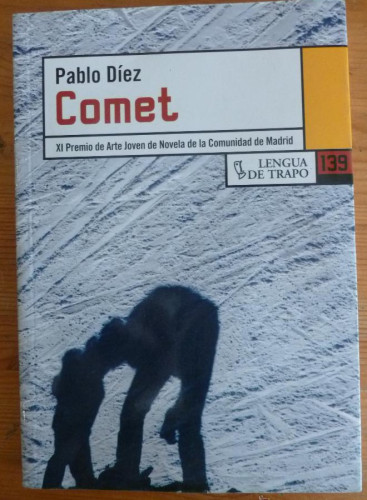 Pablo Díez
Comet
XI Premio de Arte Joven de Novela de la Comunidad de Madrid
LENGUA
DE TRAPO
139